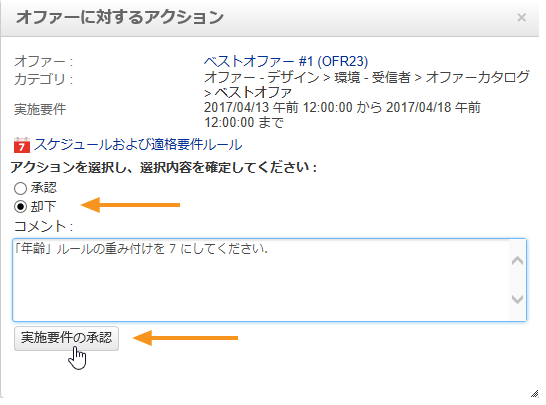 オファーに対するアクション ×
オファー : ベストオファー #1 (OFR23)
カテゴリ : オファー - デザイン > 環境 - 受信者 > オファーカタログ
> ベストオファ
実施要件 2017/04/13 午前 12:00:00 から 2017/04/18 午前
12:00:00 まで
7 スケジュールおよび適格要件ルール
アクションを選択し、選択内容を確定してください :
承認
却下
コメント :
「年齢」ルールの重み付けを 7 にしてください.
実施要件の承認